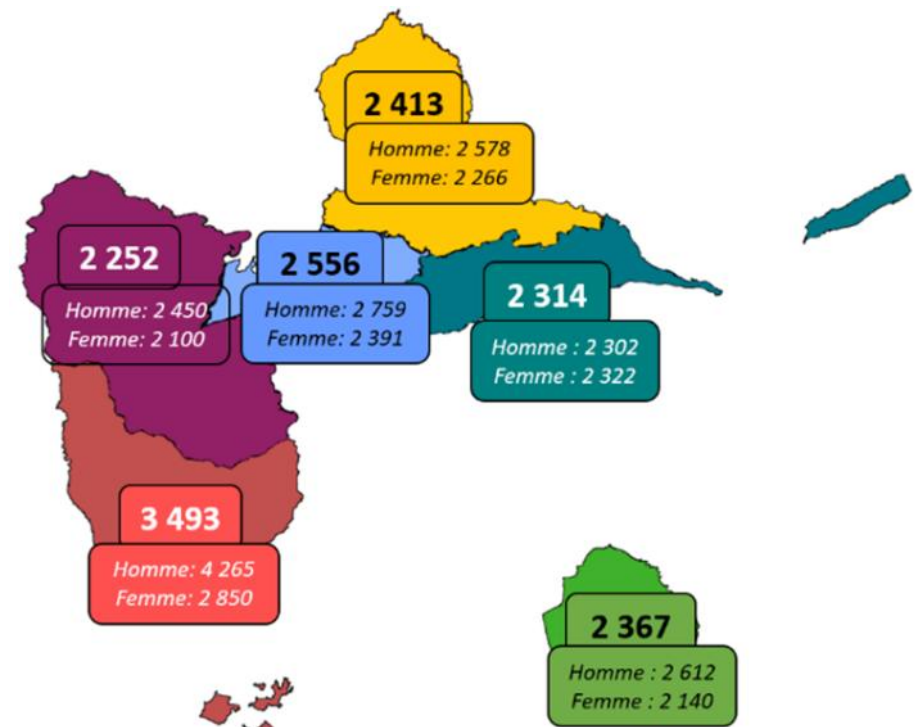 2 413
Homme: 2 578
Femme: 2 266
2 252
Homme: 2 450
Femme: 2 100
2 556
Homme: 2 759
Femme: 2 391
2 314
Homme : 2 302
Femme : 2 322
3 493
Homme: 4 265
Femme: 2 850
2 367
Homme : 2 612
Femme : 2 140